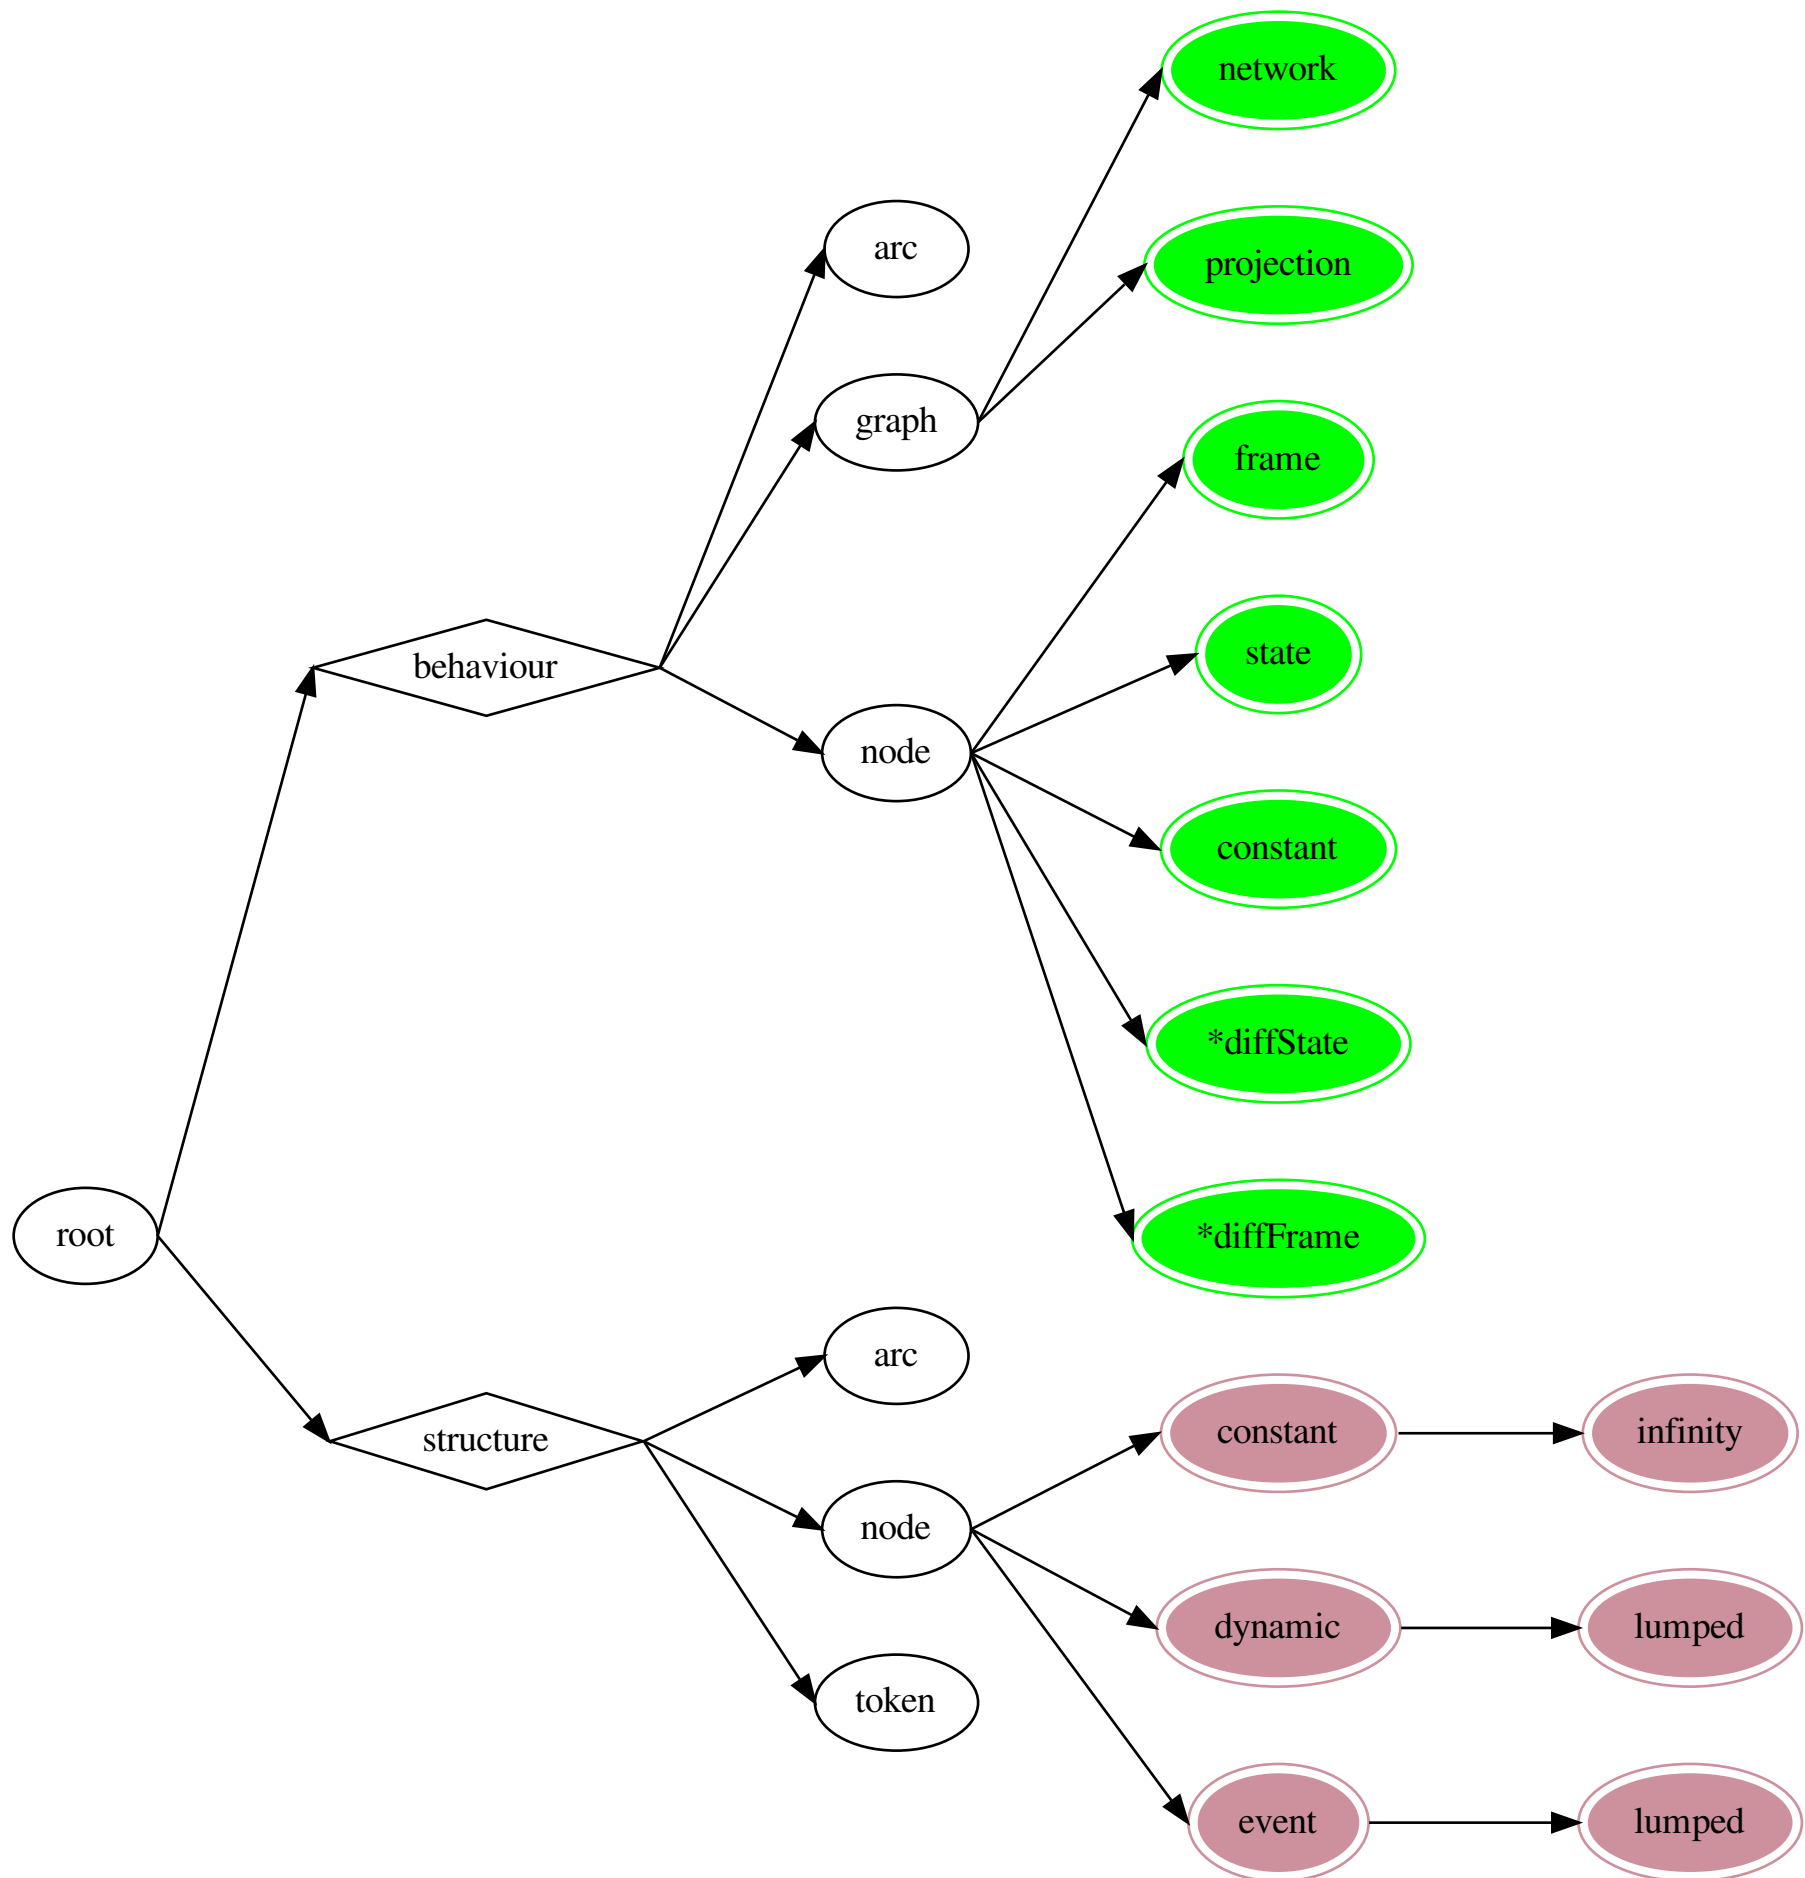 network
arc
projection
graph
frame
state
behaviour
node
constant
*diffState
root
*diffFrame
arc
constant
infinity
structure
node
dynamic
lumped
token
event
lumped